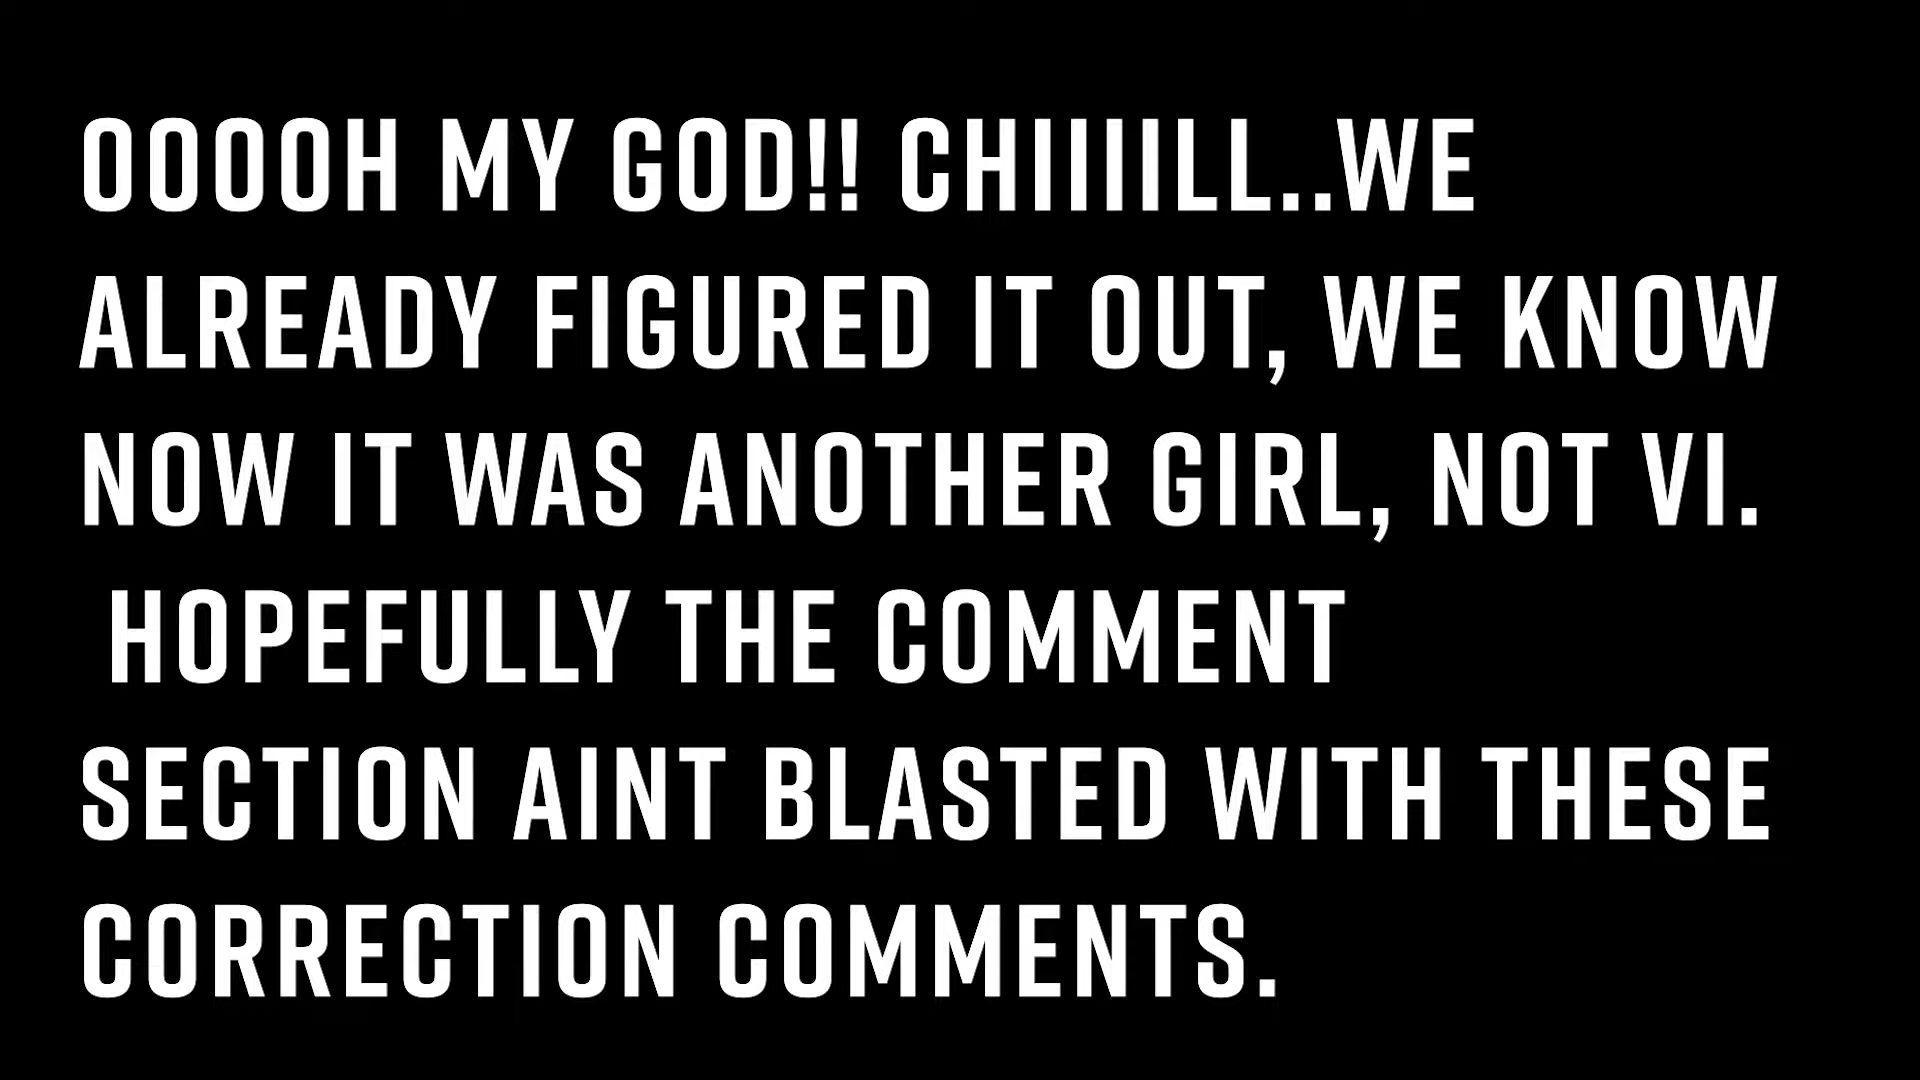 OOOOH MY GOD!! CHIIIILL..WE
ALREADY FIGURED IT OUT, WE KNOW
NOW IT WAS ANOTHER GIRL, NOT VI.
HOPEFULLY THE COMMENT
SECTION AINT BLASTED WITH THESE
CORRECTION COMMENTS.